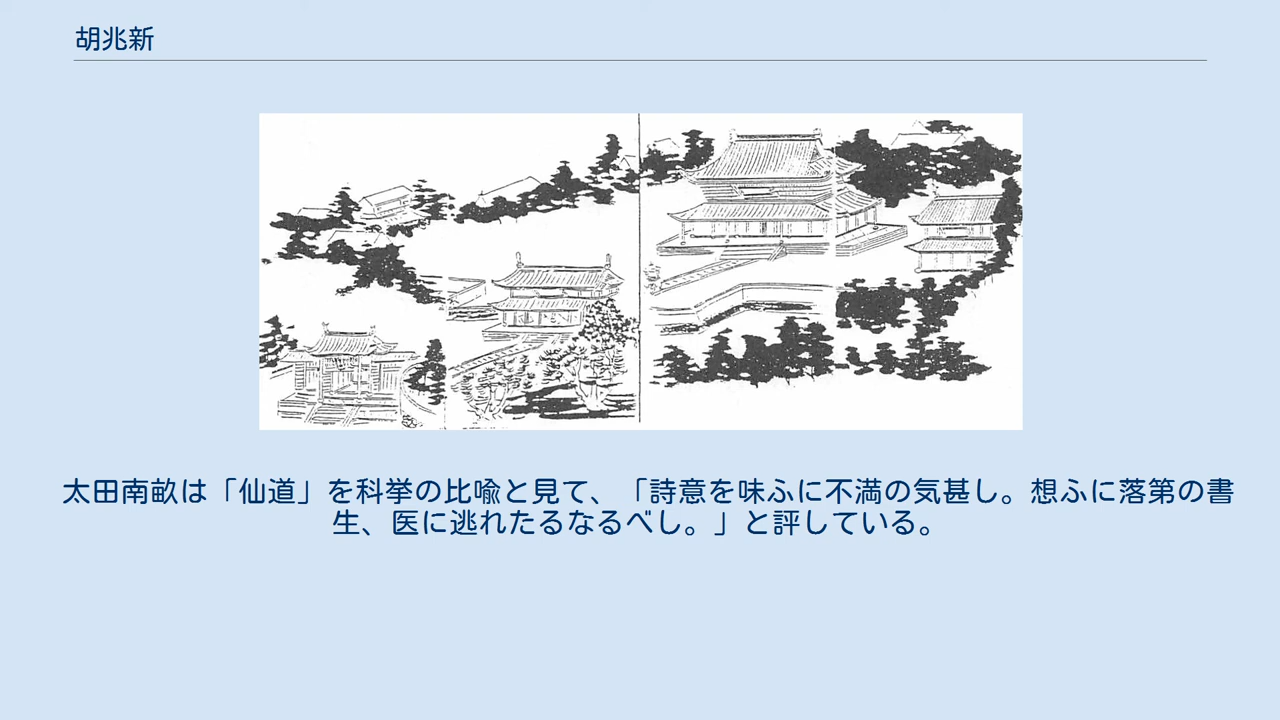 胡兆新
太田南畝は「仙道」を科挙の比喩と見て、「詩意を味ふに不満の気甚し。想ふに落第の書
生、医に逃れたるなるべし。」と評している。